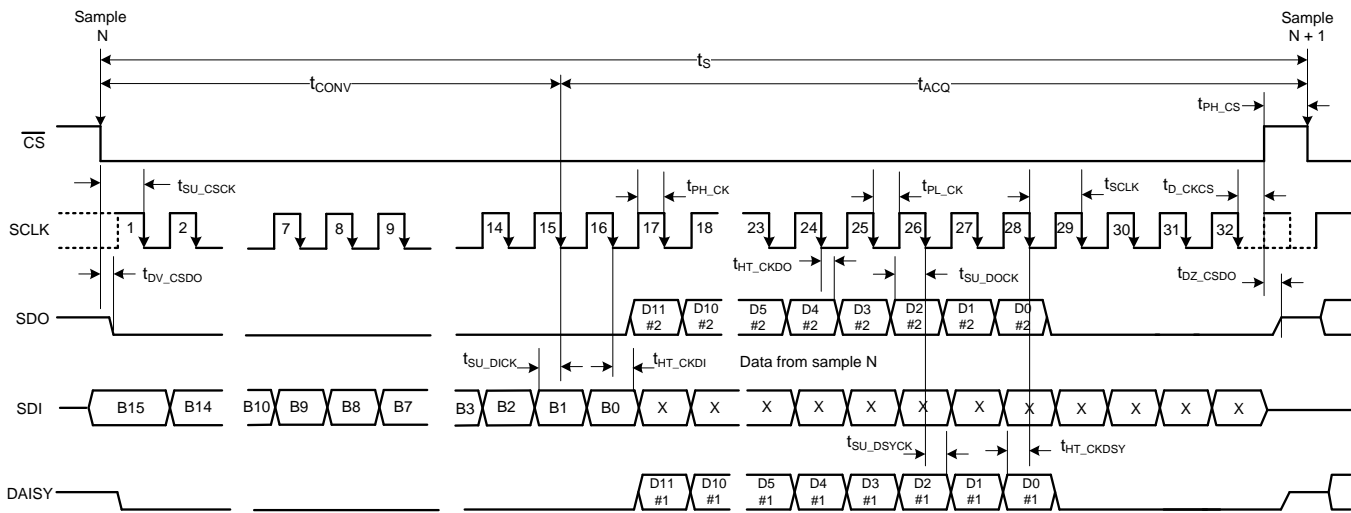 Sample
N
Sample
N + 1
tS
tCONV
tACQ
tPH_CS
CS
tSU_CSCK
tPH_CK
tPL_CK
tSCLK
tD_CKCS
SCLK
1 2 7 8 9 14 15 16 17 18 23 24 25 26 27 28 29 30 31 32
tDV_CSDO
tHT_CKDO
tSU_DOCK
tDZ_CSDO
SDO
D11 D10 D5 D4 D3 D2 D1 D0
#2 #2 #2 #2 #2 #2 #2 #2
tSU_DICK
tHT_CKDI
Data from sample N
SDI
B15 B14 B10 B9 B8 B7 B3 B2 B1 B0 X X X X X X X X X X X X
tSU_DSYCK
tHT_CKDSY
DAISY
D11 D10 D5 D4 D3 D2 D1 D0
#1 #1 #1 #1 #1 #1 #1 #1